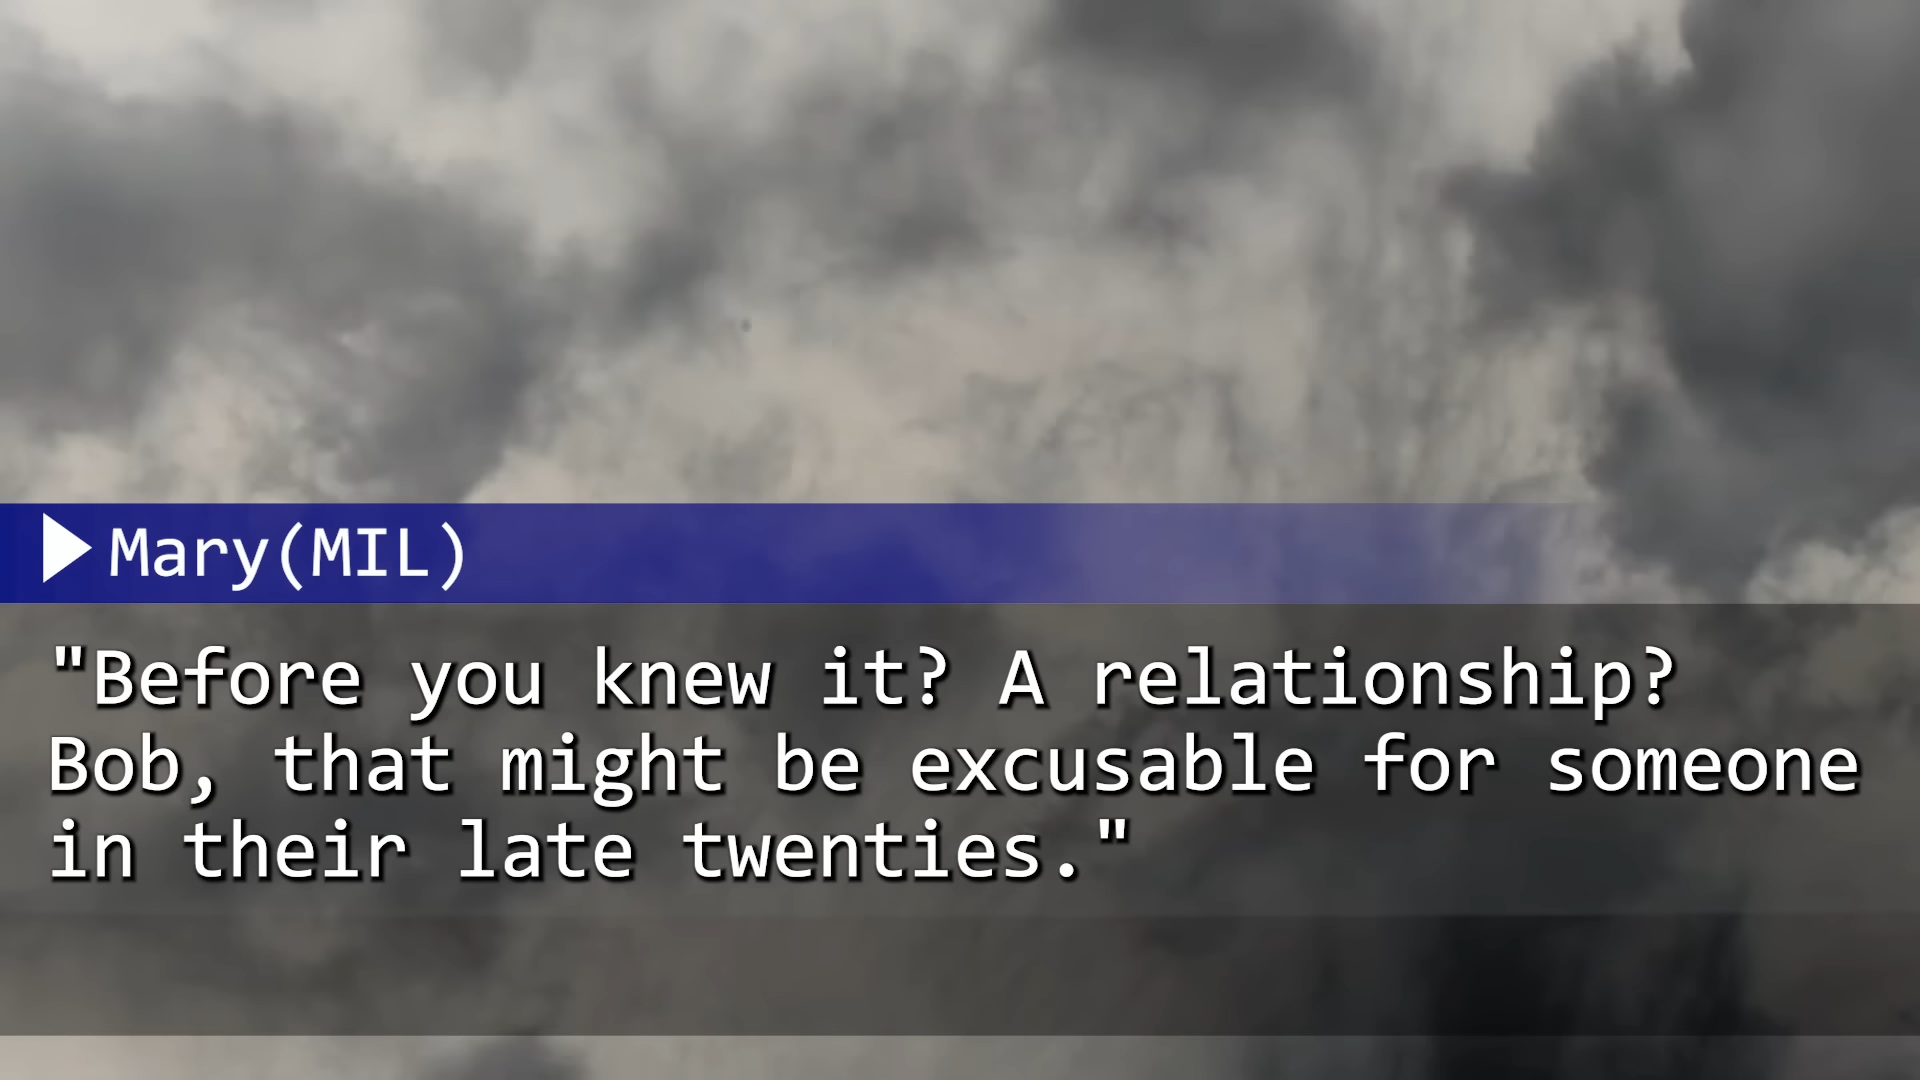 Mary(MIL)
"Before you knew it? A relationship?
Bob, that might be excusable for someone
in their late twenties."